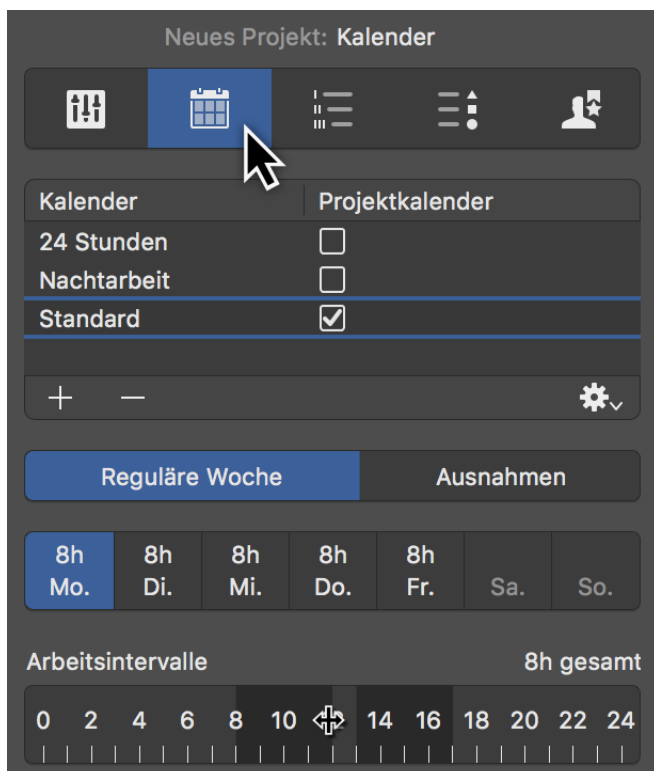 Neues Projekt: Kalender
Kalender Projektkalender
24 Stunden
Nachtarbeit
Standard
Reguläre Woche Ausnahmen
8h 8h 8h 8h 8h
Mo. Di. Mi. Do. Fr. Sa. So.
Arbeitsintervalle 8h gesamt
0 2 4 6 8 10 14 16 18 20 22 24